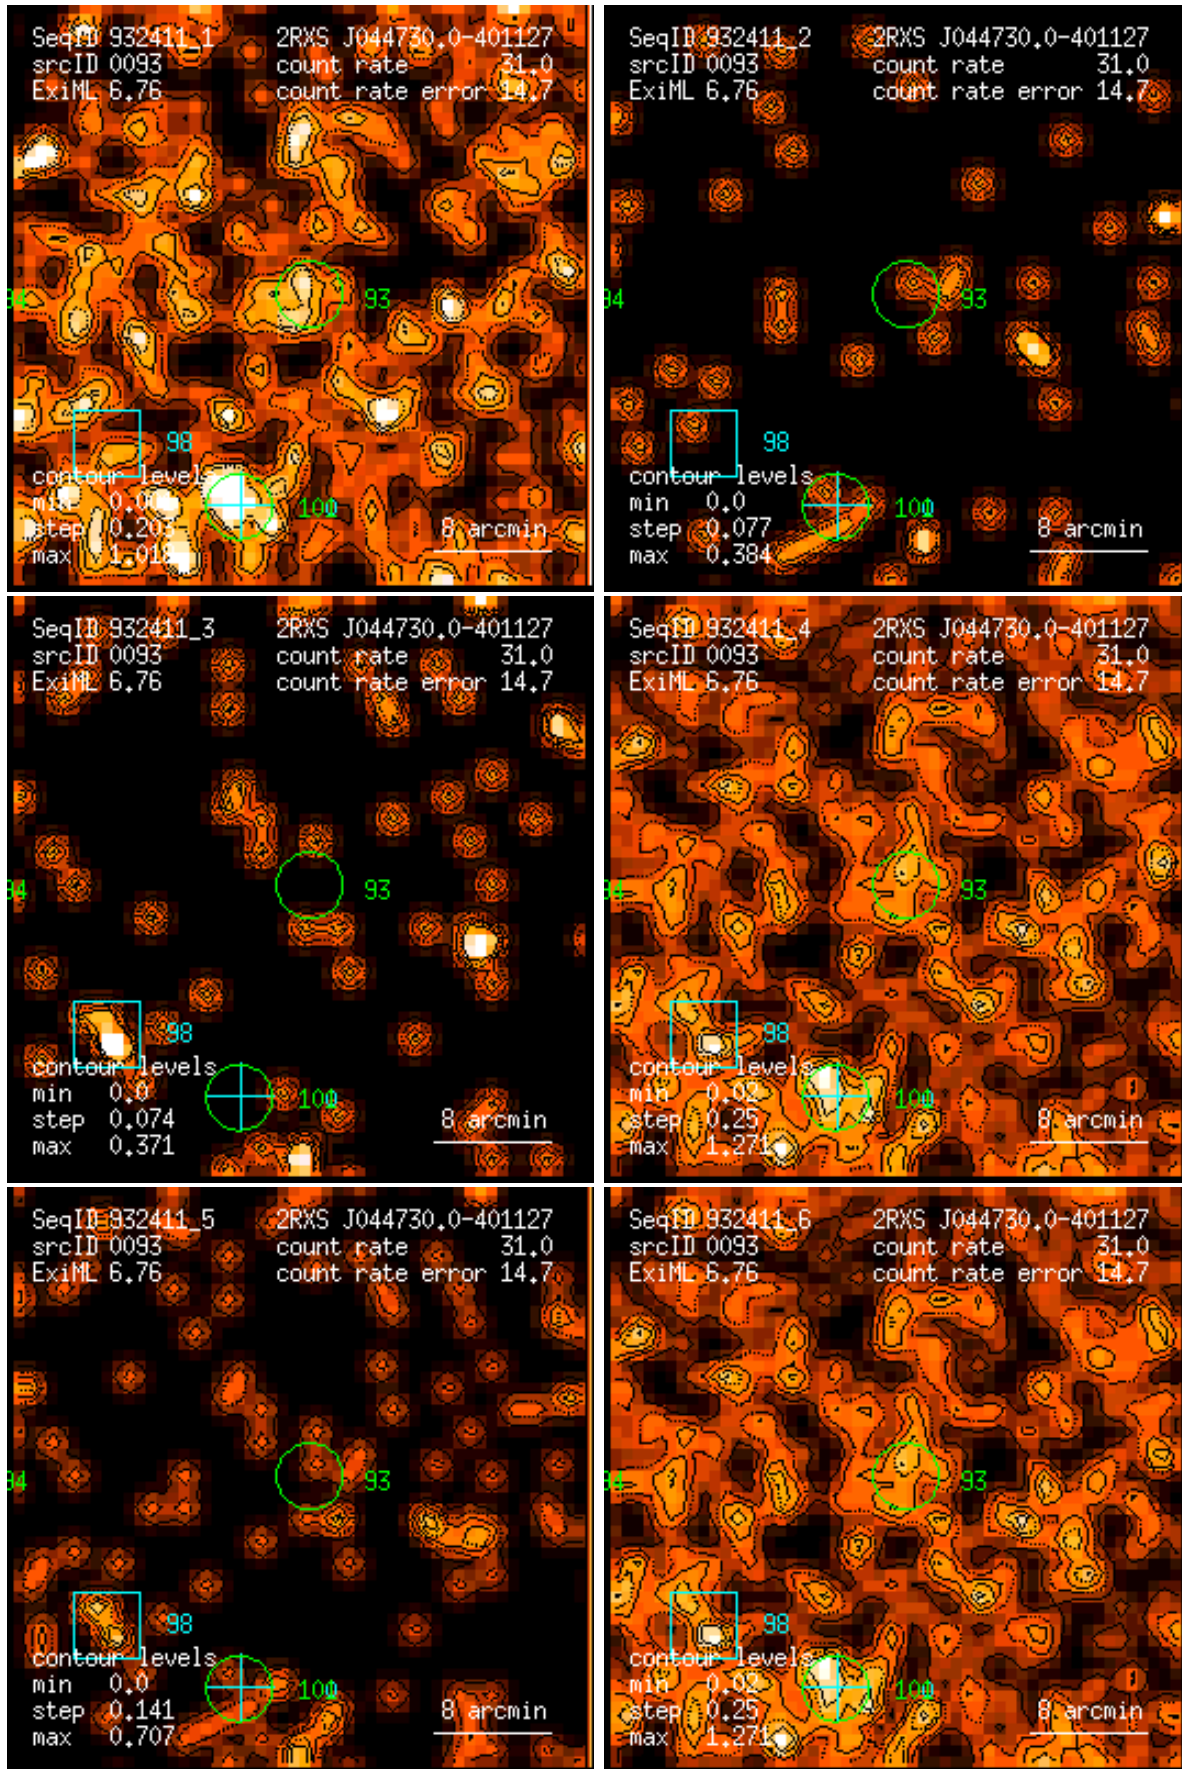 SeqID 932411_1 2RXS J044730.0-401127
srcID 0093 count rate 31.0
ExiML 6.76 count rate error 14.7
94 93
98
contour levels
min 0.00
step 0.203
max 1.018
8 arcmin
SeqID 932411_2 2RXS J044730.0-401127
srcID 0093 count rate 31.0
ExiML 6.76 count rate error 14.7
94 93
98
contour levels
min 0.0
step 0.077
max 0.384
8 arcmin
SeqID 932411_3 2RXS J044730.0-401127
srcID 0093 count rate 31.0
ExiML 6.76 count rate error 14.7
94 93
98
contour levels
min 0.0
step 0.074
max 0.371
8 arcmin
SeqID 932411_4 2RXS J044730.0-401127
srcID 0093 count rate 31.0
ExiML 6.76 count rate error 14.7
94 93
98
contour levels
min 0.02
step 0.25
max 1.271
8 arcmin
SeqID 932411_5 2RXS J044730.0-401127
srcID 0093 count rate 31.0
ExiML 6.76 count rate error 14.7
94 93
98
contour levels
min 0.0
step 0.141
max 0.707
8 arcmin
SeqID 932411_6 2RXS J044730.0-401127
srcID 0093 count rate 31.0
ExiML 6.76 count rate error 14.7
94 93
98
contour levels
min 0.02
step 0.25
max 1.271
8 arcmin